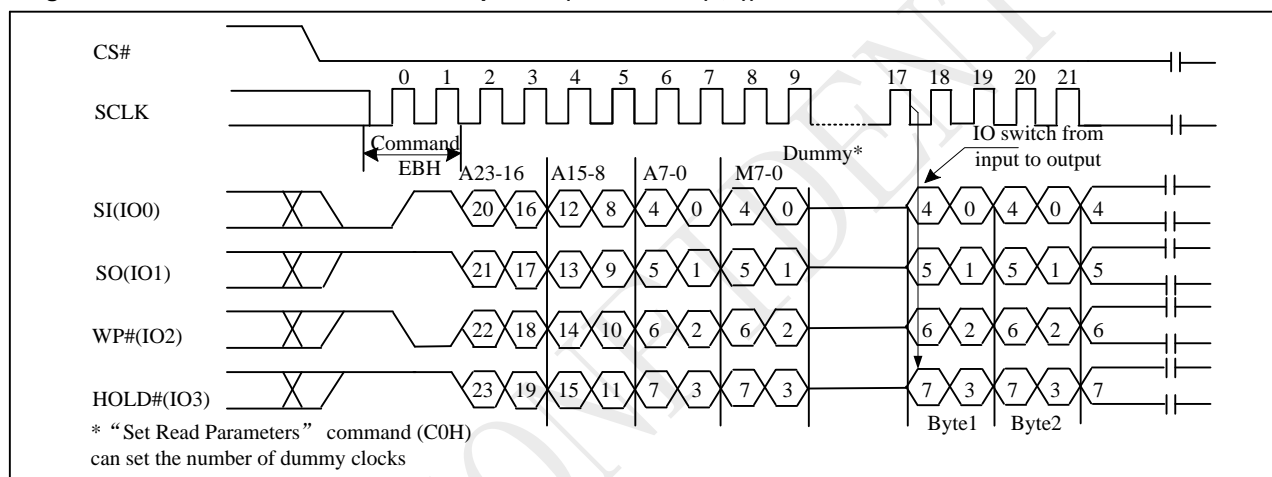 CS#
0 1 2 3 4 5 6 7 8 9 17 18 19 20 21
SCLK
Command
EBH
Dummy*
IO switch from
input to output
A23-16 A15-8 A7-0 M7-0
SI(IO0) 20 16 12 8 4 0 4 0 4 0 4 0 4
SO(IO1) 21 17 13 9 5 1 5 1 5 1 5 1 5
WP#(IO2) 22 18 14 10 6 2 6 2 6 2 6 2 6
HOLD#(IO3) 23 19 15 11 7 3 7 3 7 3 7 3 7
Byte1 Byte2
* “Set Read Parameters” command (C0H)
can set the number of dummy clocks